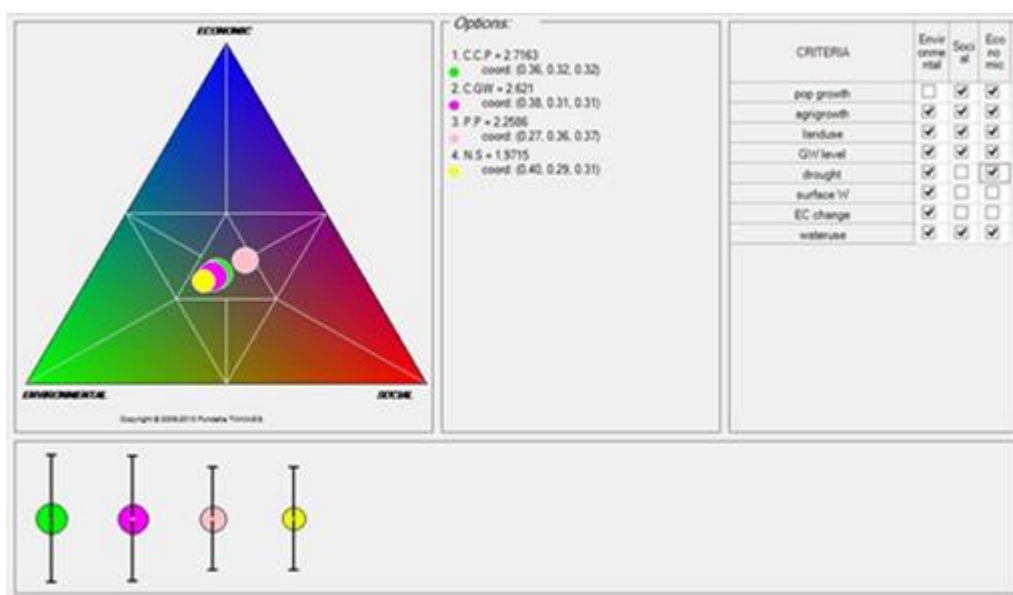 ECONOMIC
ENVIRONMENTAL
SOCIAL
Options:
1. C.C.P = 2.7163
coord: (0.36, 0.32, 0.32)
2. C.GW = 2.621
coord: (0.38, 0.31, 0.31)
3. P.P = 2.2586
coord: (0.27, 0.36, 0.37)
4. N.S = 1.9715
coord: (0.40, 0.29, 0.31)
CRITERIA
Envir
onme
ntal
Soci
al
Eco
no
mic
pop growth
agrigrowth
landuse
GW level
drought
surface W
EC change
wateruse